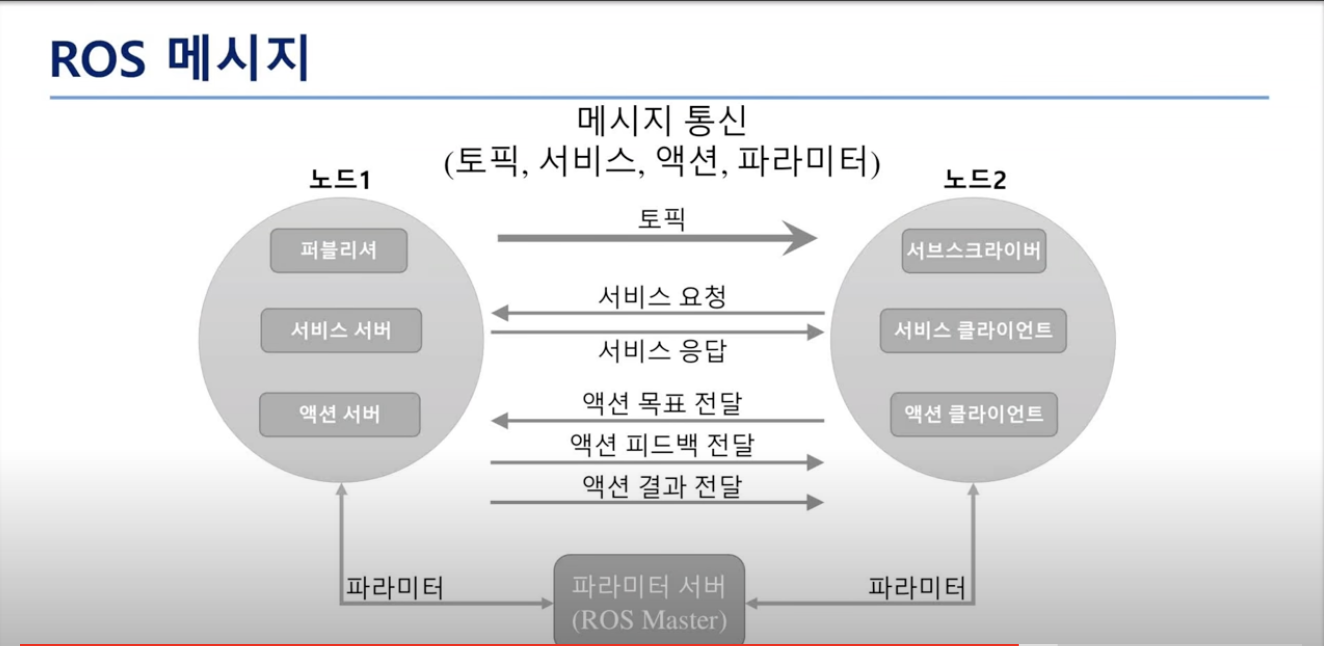 ROS 메시지
메시지 통신
(토픽, 서비스, 액션, 파라미터)
노드1
노드2
토픽
퍼블리셔
서브스크라이버
서비스 요청
서비스 서버
서비스 클라이언트
서비스 응답
액션 목표 전달
액션 서버
액션 클라이언트
액션 피드백 전달
액션 결과 전달
파라미터
파라미터 서버
(ROS Master)
파라미터